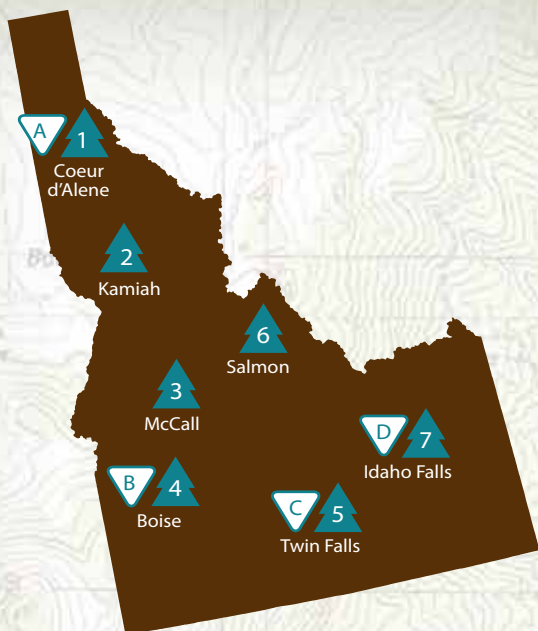 A
1
Coeur
d'Alene
2
Kamiah
6
Salmon
3
McCall
D
7
Idaho Falls
B
4
Boise
C
5
Twin Falls